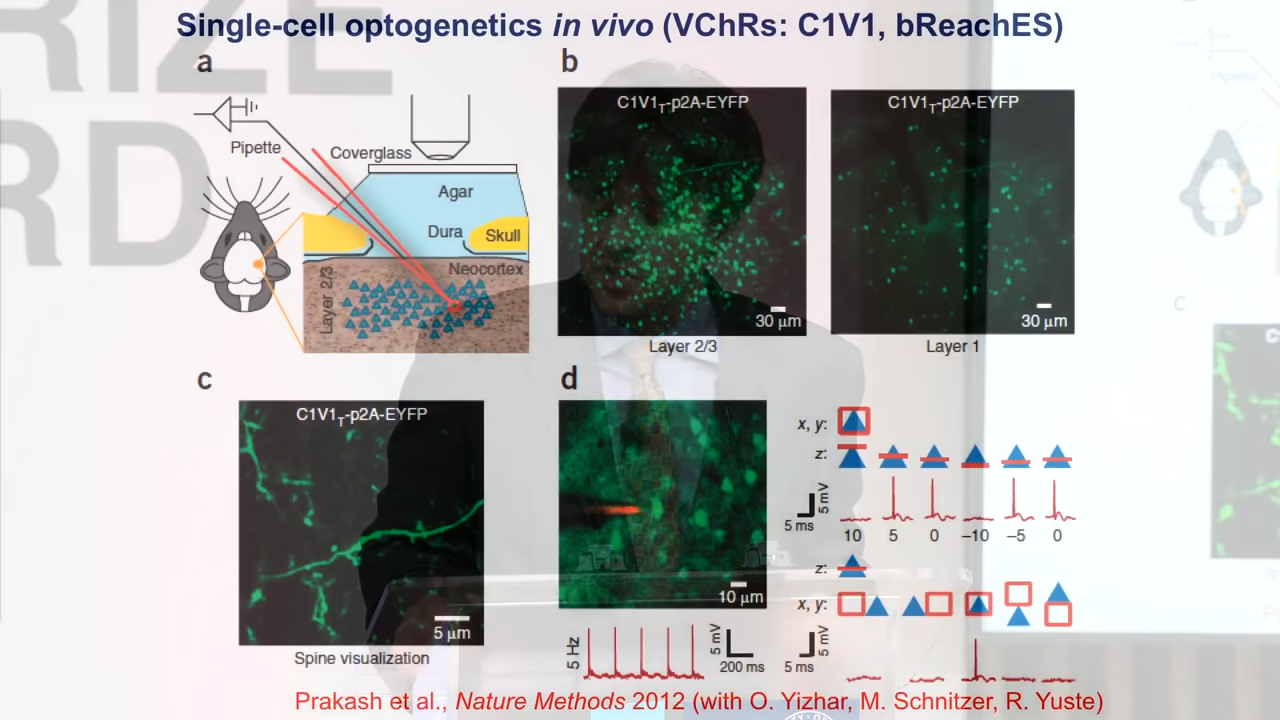 Single-cell optogenetics in vivo (VChRs: C1V1, bReachES)
RIZE
RD
a
Pipette
Coverglass
Agar
Dura
Skull
Neocortex
Layer 2/3
b
C1V1T-p2A-EYFP
30 μm
Layer 2/3
C1V1T-p2A-EYFP
30 μm
Layer 1
c
C1V1T-p2A-EYFP
5 μm
Spine visualization
d
10 μm
5 Hz
5 mV
200 ms
x, y:
z:
5 mV
5 ms
10 5 0 –10 –5 0
z:
x, y:
5 mV
5 ms
C
Prakash et al., Nature Methods 2012 (with O. Yizhar, M. Schnitzer, R. Yuste)